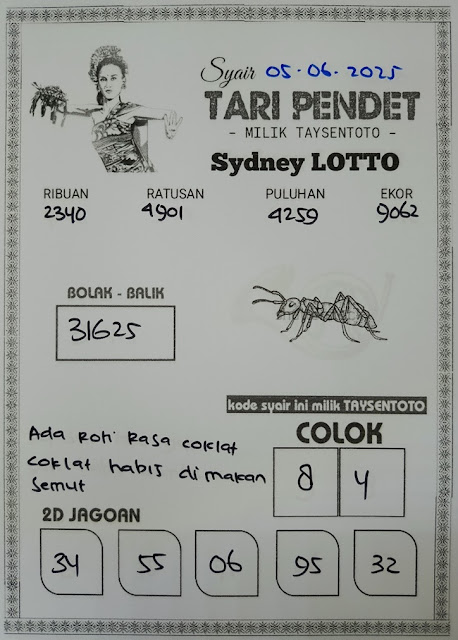 Syair 05-06-2025
TARI PENDET
- MILIK TAYSENTOTO -
Sydney LOTTO
RIBUAN RATUSAN PULUHAN EKOR
2340 4901 4259 9062
BOLAK - BALIK
31625
kode syair ini milik TAYSENTOTO
Ada Roti Rasa coklat
coklat habis di makan
semut
COLOK
8 4
2D JAGOAN
34 55 06 95 32